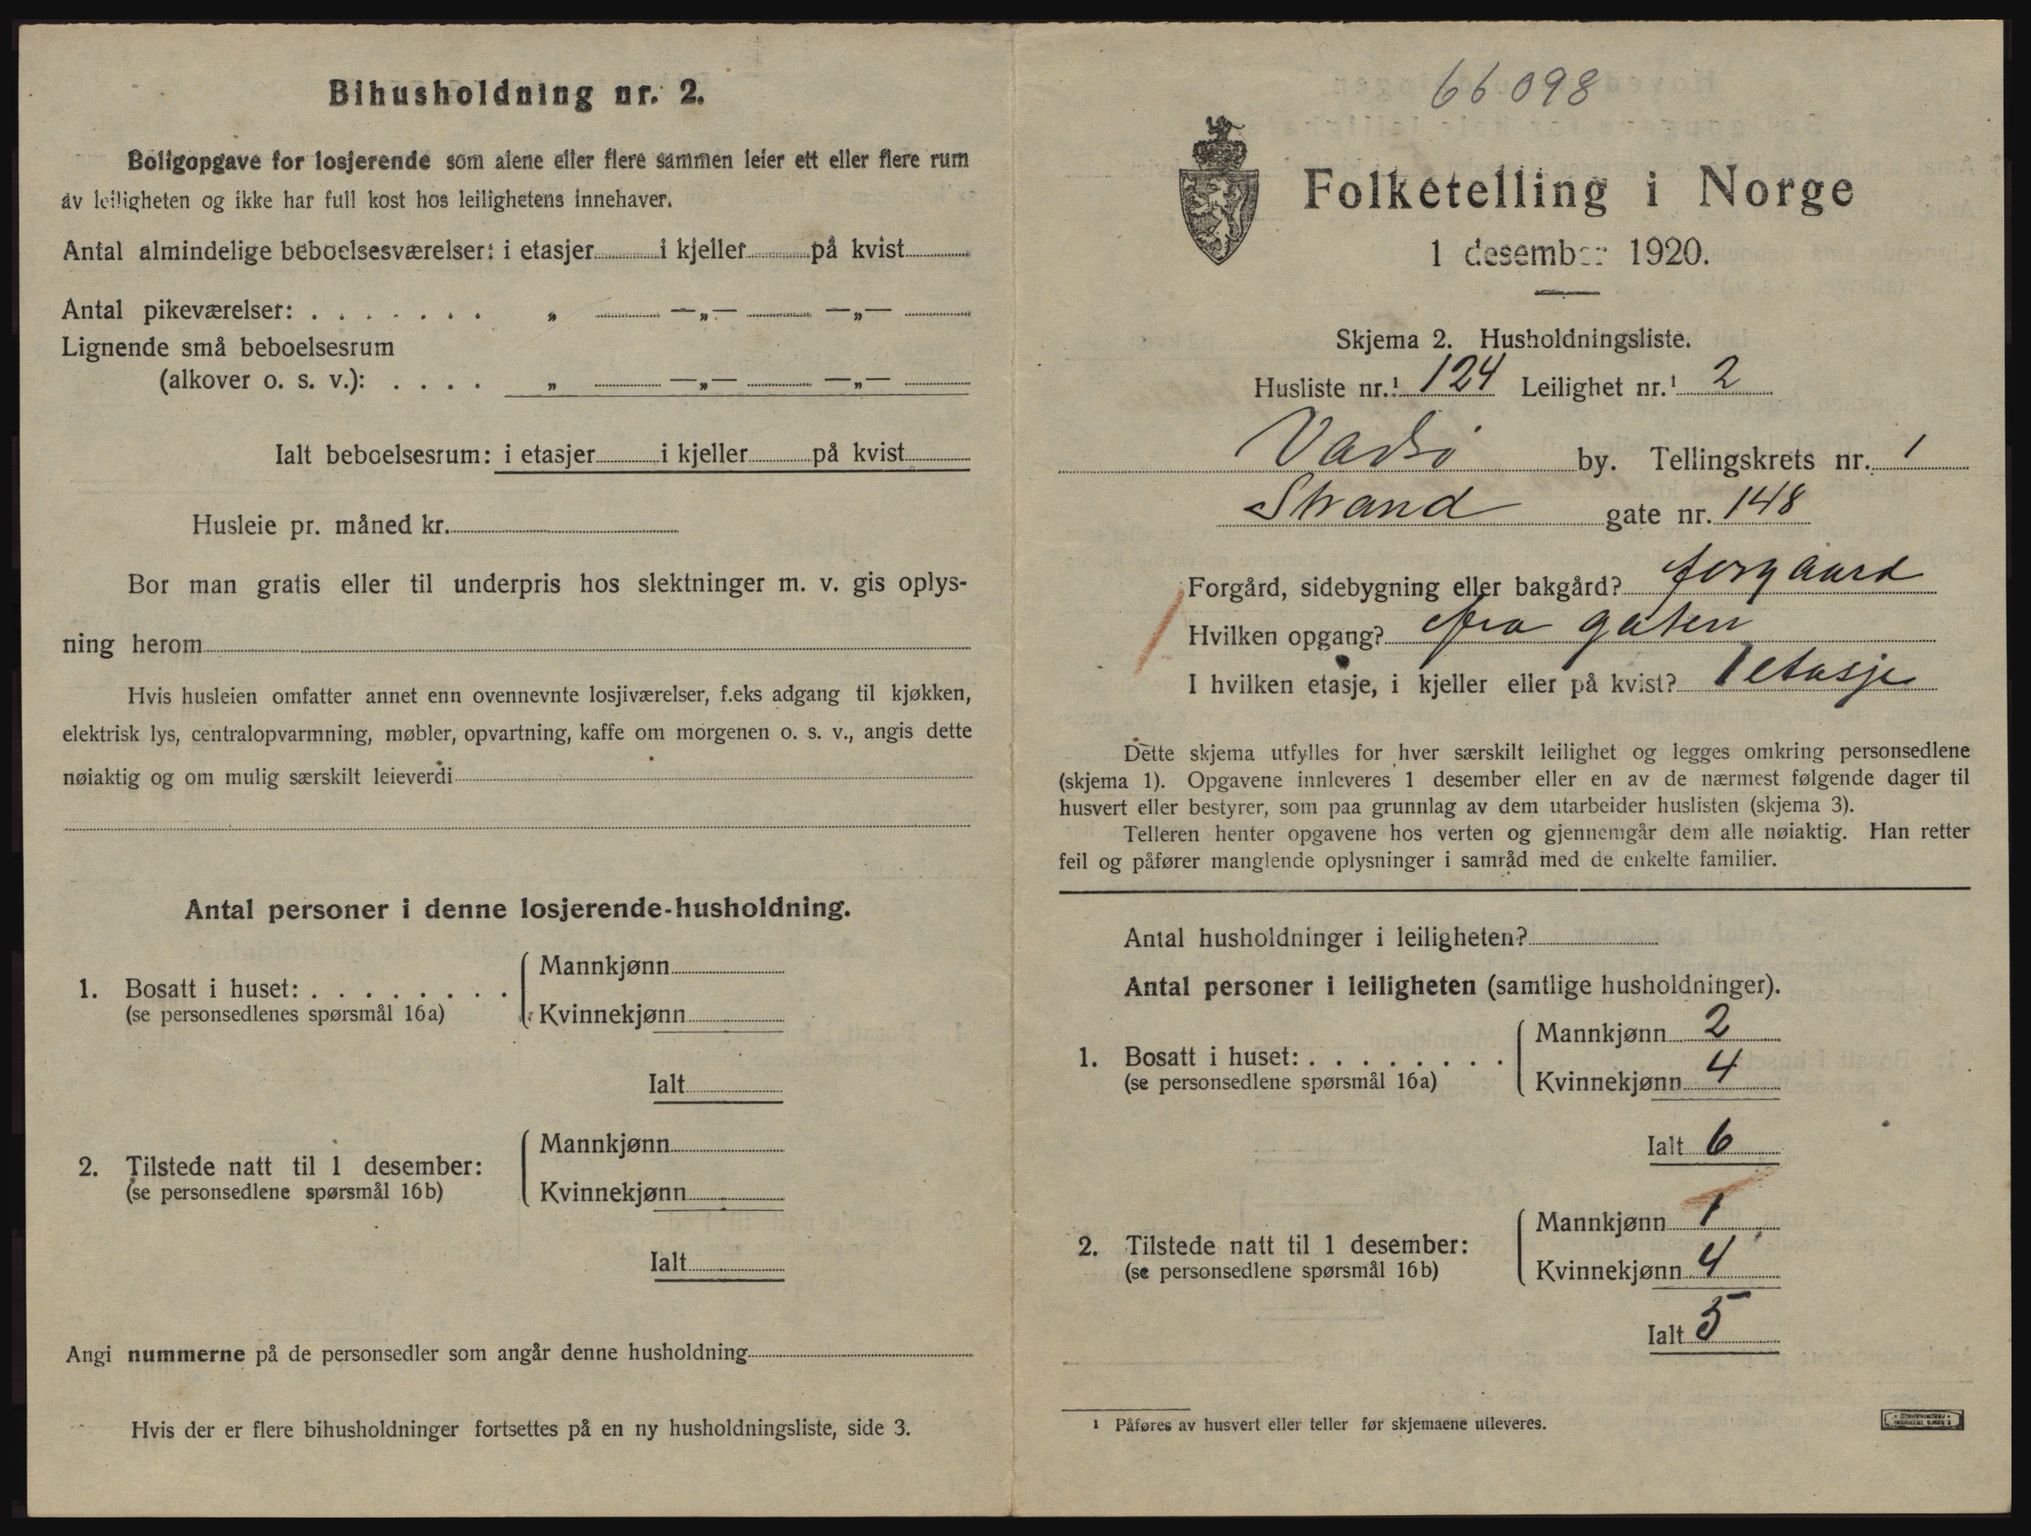 Bihusholdning nr. 2.
Boligopgave for losjerende som alene eller flere sammen leier ett eller flere rum
av leiligheten og ikke har full kost hos leilighetens innehaver.
Antal almindelige beboelsesværelser: i etasjer i kjeller på kvist
Antal pikeværelser: . . . . . . . „ —„— —„—
Lignende små beboelsesrum
(alkover o. s. v.): . . . . „ —„— —„—
Ialt beboelsesrum: i etasjer i kjeller på kvist
Husleie pr. måned kr.
Bor man gratis eller til underpris hos slektninger m. v. gis oplys-
ning herom
Hvis husleien omfatter annet enn ovennevnte losjiværelser, f.eks adgang til kjøkken,
elektrisk lys, centralopvarmning, møbler, opvartning, kaffe om morgenen o. s. v., angis dette
nøiaktig og om mulig særskilt leieverdi
Antal personer i denne losjerende-husholdning.
1. Bosatt i huset: . . . . . . . .
(se personsedlenes spørsmål 16a)
Mannkjønn
Kvinnekjønn
Ialt
2. Tilstede natt til 1 desember:
(se personsedlene spørsmål 16b)
Mannkjønn
Kvinnekjønn
Ialt
Angi nummerne på de personsedler som angår denne husholdning
Hvis der er flere bihusholdninger fortsettes på en ny husholdningsliste, side 3.
66098
Folketelling i Norge
1 desember 1920.
Skjema 2. Husholdningsliste.
Husliste nr.¹ 124 Leilighet nr.¹ 2
Vadsø by. Tellingskrets nr. 1
Strand gate nr. 148
Forgård, sidebygning eller bakgård? forgaard
Hvilken opgang? fra gaten
I hvilken etasje, i kjeller eller på kvist? 1 etasje
Dette skjema utfylles for hver særskilt leilighet og legges omkring personsedlene
(skjema 1). Opgavene innleveres 1 desember eller en av de nærmest følgende dager til
husvert eller bestyrer, som paa grunnlag av dem utarbeider huslisten (skjema 3).
Telleren henter opgavene hos verten og gjennemgår dem alle nøiaktig. Han retter
feil og påfører manglende oplysninger i samråd med de enkelte familier.
Antal husholdninger i leiligheten?
Antal personer i leiligheten (samtlige husholdninger).
1. Bosatt i huset: . . . . . . . .
(se personsedlene spørsmål 16a)
Mannkjønn 2
Kvinnekjønn 4
Ialt 6
2. Tilstede natt til 1 desember:
(se personsedlene spørsmål 16b)
Mannkjønn 1
Kvinnekjønn 4
Ialt 5
¹ Påføres av husvert eller teller før skjemaene utleveres.